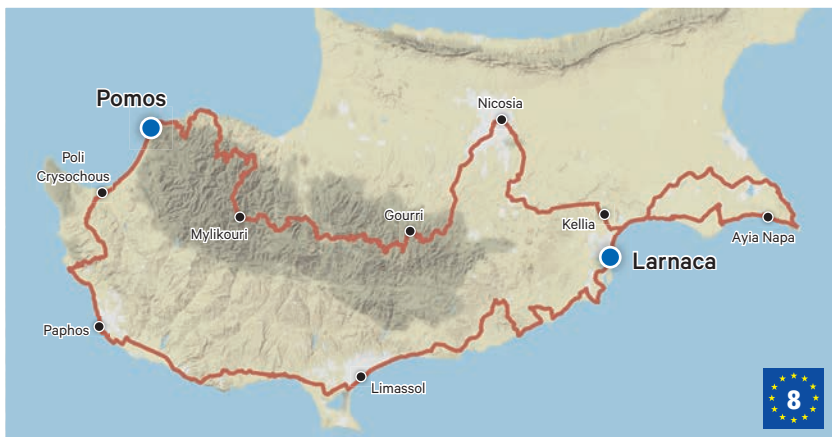 Pomos
Nicosia
Poli
Crysochous
Gourri
Mylikouri
Kellia
Ayia Napa
Larnaca
Paphos
Limassol
8